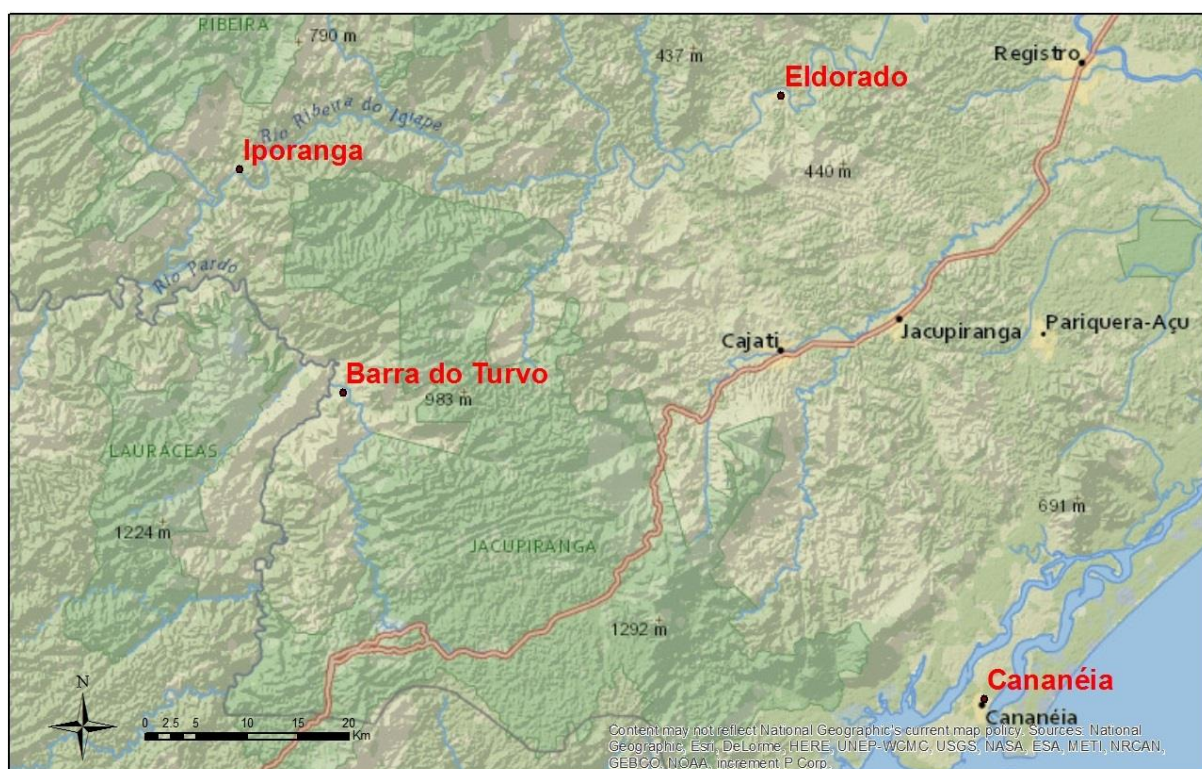 RIBEIRA
790 m
437 m
Registro
Eldorado
Rio Ribeira do Igiape
Iporanga
440 m
Rio Pardo
Cajati
Jacupiranga
Pariquera-Açu
Barra do Turvo
983 m
LAURÁCEAS
1224 m
691 m
JACUPIRANGA
1292 m
Cananéia
Cananéia
N
0 2.5 5 10 15 20
Km
Content may not reflect National Geographic's current map policy. Sources: National
Geographic, Esri, DeLorme, HERE, UNEP-WCMC, USGS, NASA, ESA, METI, NRCAN,
GEBCO, NOAA, increment P Corp.